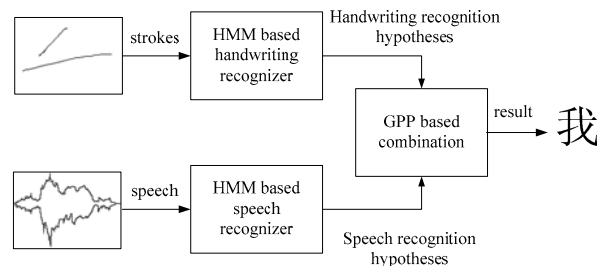 strokes
HMM based
handwriting
recognizer
Handwriting recognition
hypotheses
GPP based
combination
result
我
speech
HMM based
speech
recognizer
Speech recognition
hypotheses